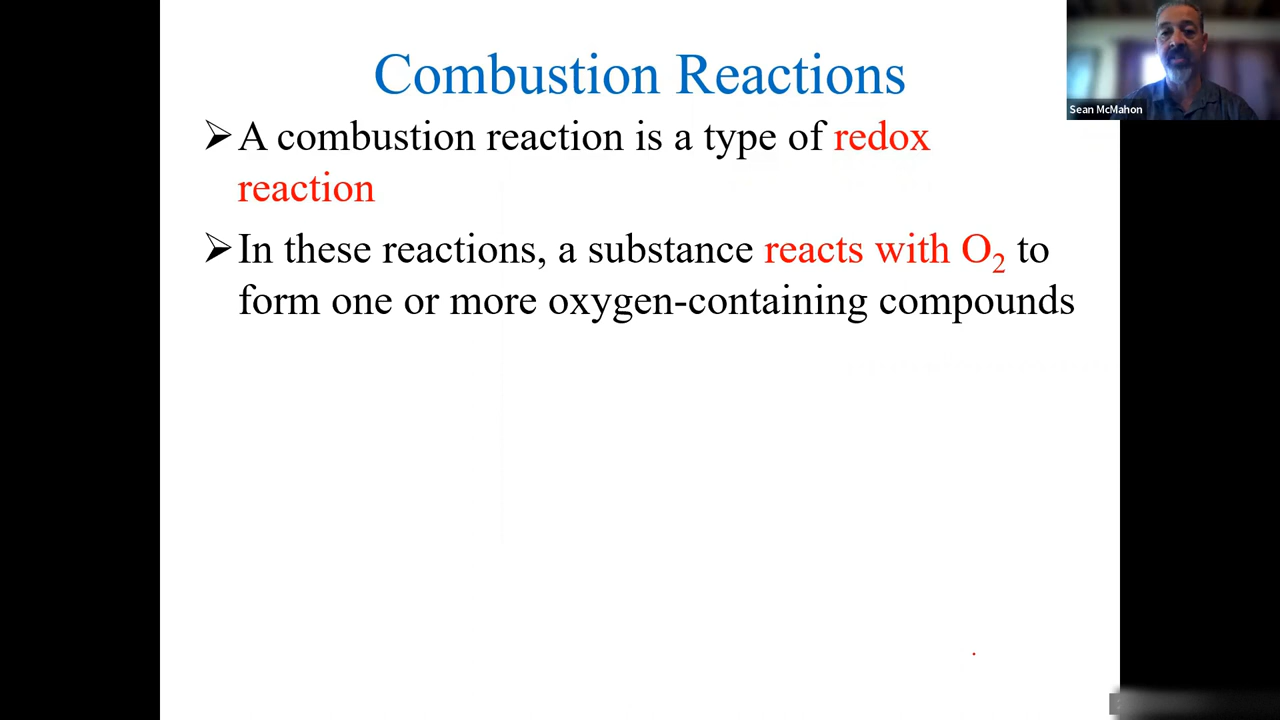 Combustion Reactions
Sean McMahon
➢A combustion reaction is a type of redox
reaction
➢In these reactions, a substance reacts with O₂ to
form one or more oxygen-containing compounds